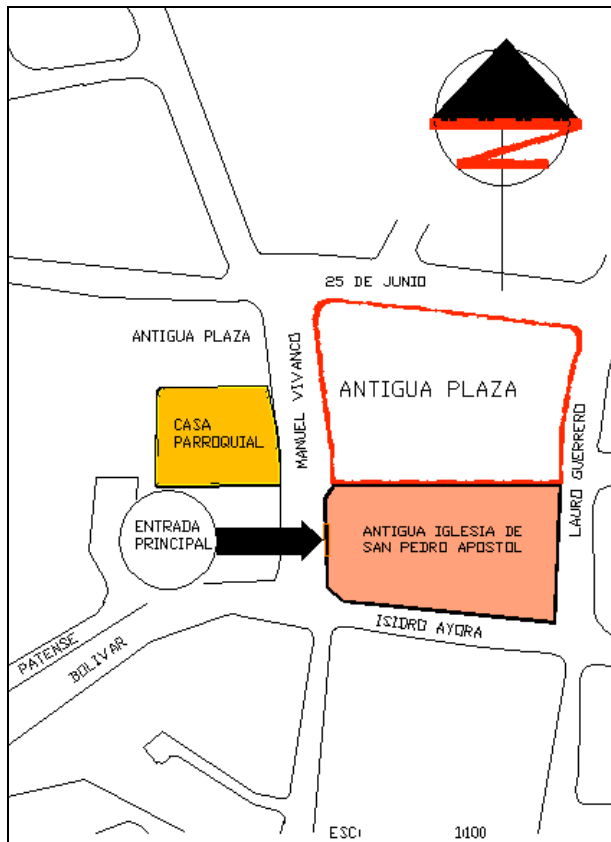 25 DE JUNIO
ANTIGUA PLAZA
MANUEL VIVANCO
ANTIGUA PLAZA
LAURO GUERRERO
CASA
PARROQUIAL
ENTRADA
PRINCIPAL
ANTIGUA IGLESIA DE
SAN PEDRO APOSTOL
ISIDRO AYORA
PATENSE
BOLIVAR
ESC: 1:100